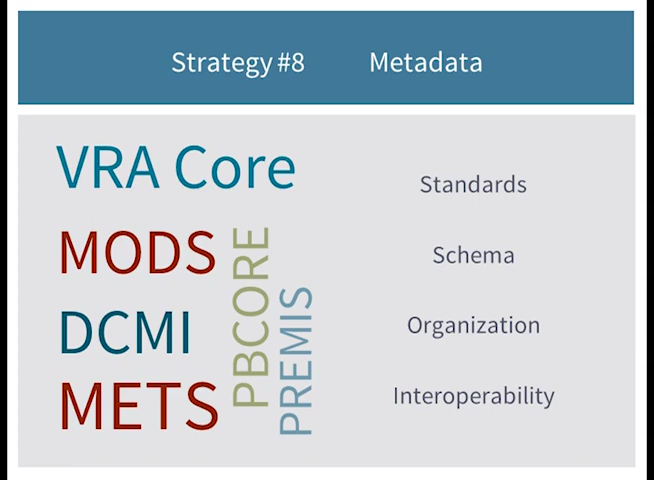 Strategy #8 Metadata
VRA Core
MODS
DCMI
METS
PBCORE
PREMIS
Standards
Schema
Organization
Interoperability